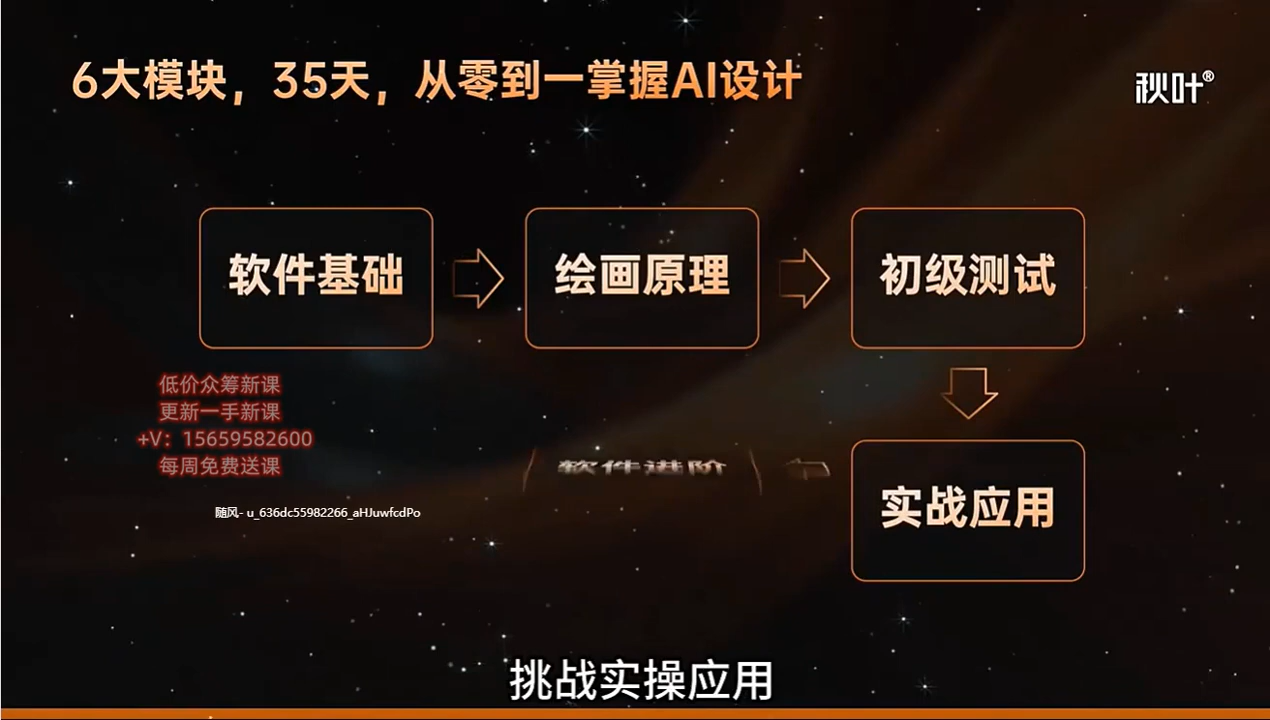 6大模块，35天，从零到一掌握AI设计
秋叶®
软件基础
绘画原理
初级测试
低价众筹新课
更新一手新课
+V：15659582600
每周免费送课
软件进阶
实战应用
随风- u_636dc55982266_aHJuwfcdPo
挑战实操应用